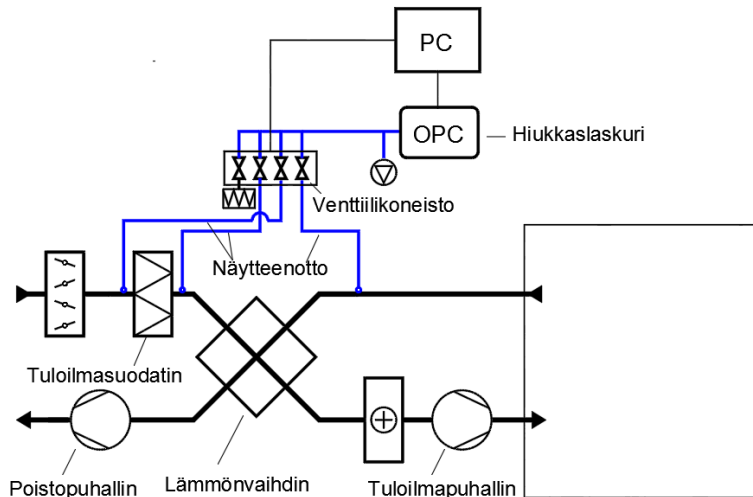 PC
OPC
Hiukkaslaskuri
Venttiilikoneisto
Näytteenotto
Tuloilmasuodatin
Poistopuhallin
Lämmönvaihdin
Tuloilmapuhallin